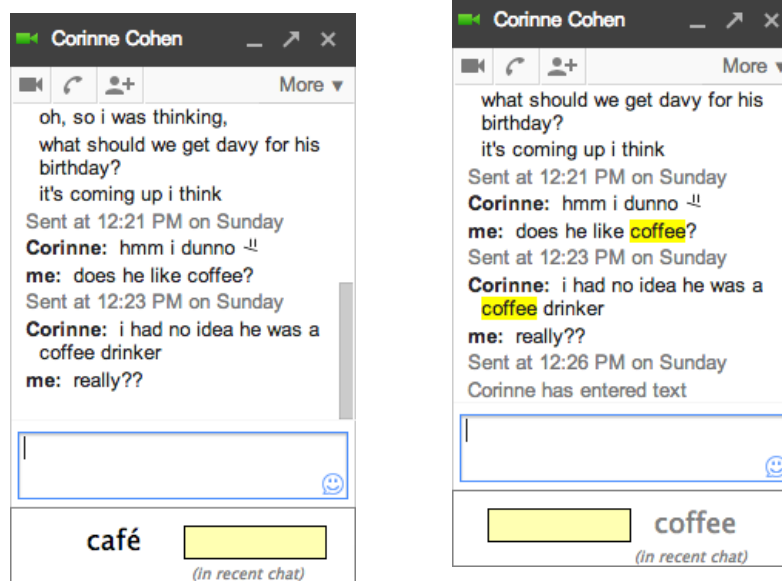 Corinne Cohen
More ▼
oh, so i was thinking,
what should we get davy for his
birthday?
it's coming up i think
Sent at 12:21 PM on Sunday
Corinne: hmm i dunno
me: does he like coffee?
Sent at 12:23 PM on Sunday
Corinne: i had no idea he was a
coffee drinker
me: really??
café
(in recent chat)
Corinne Cohen
More ▼
what should we get davy for his
birthday?
it's coming up i think
Sent at 12:21 PM on Sunday
Corinne: hmm i dunno
me: does he like coffee?
Sent at 12:23 PM on Sunday
Corinne: i had no idea he was a
coffee drinker
me: really??
Sent at 12:26 PM on Sunday
Corinne has entered text
coffee
(in recent chat)